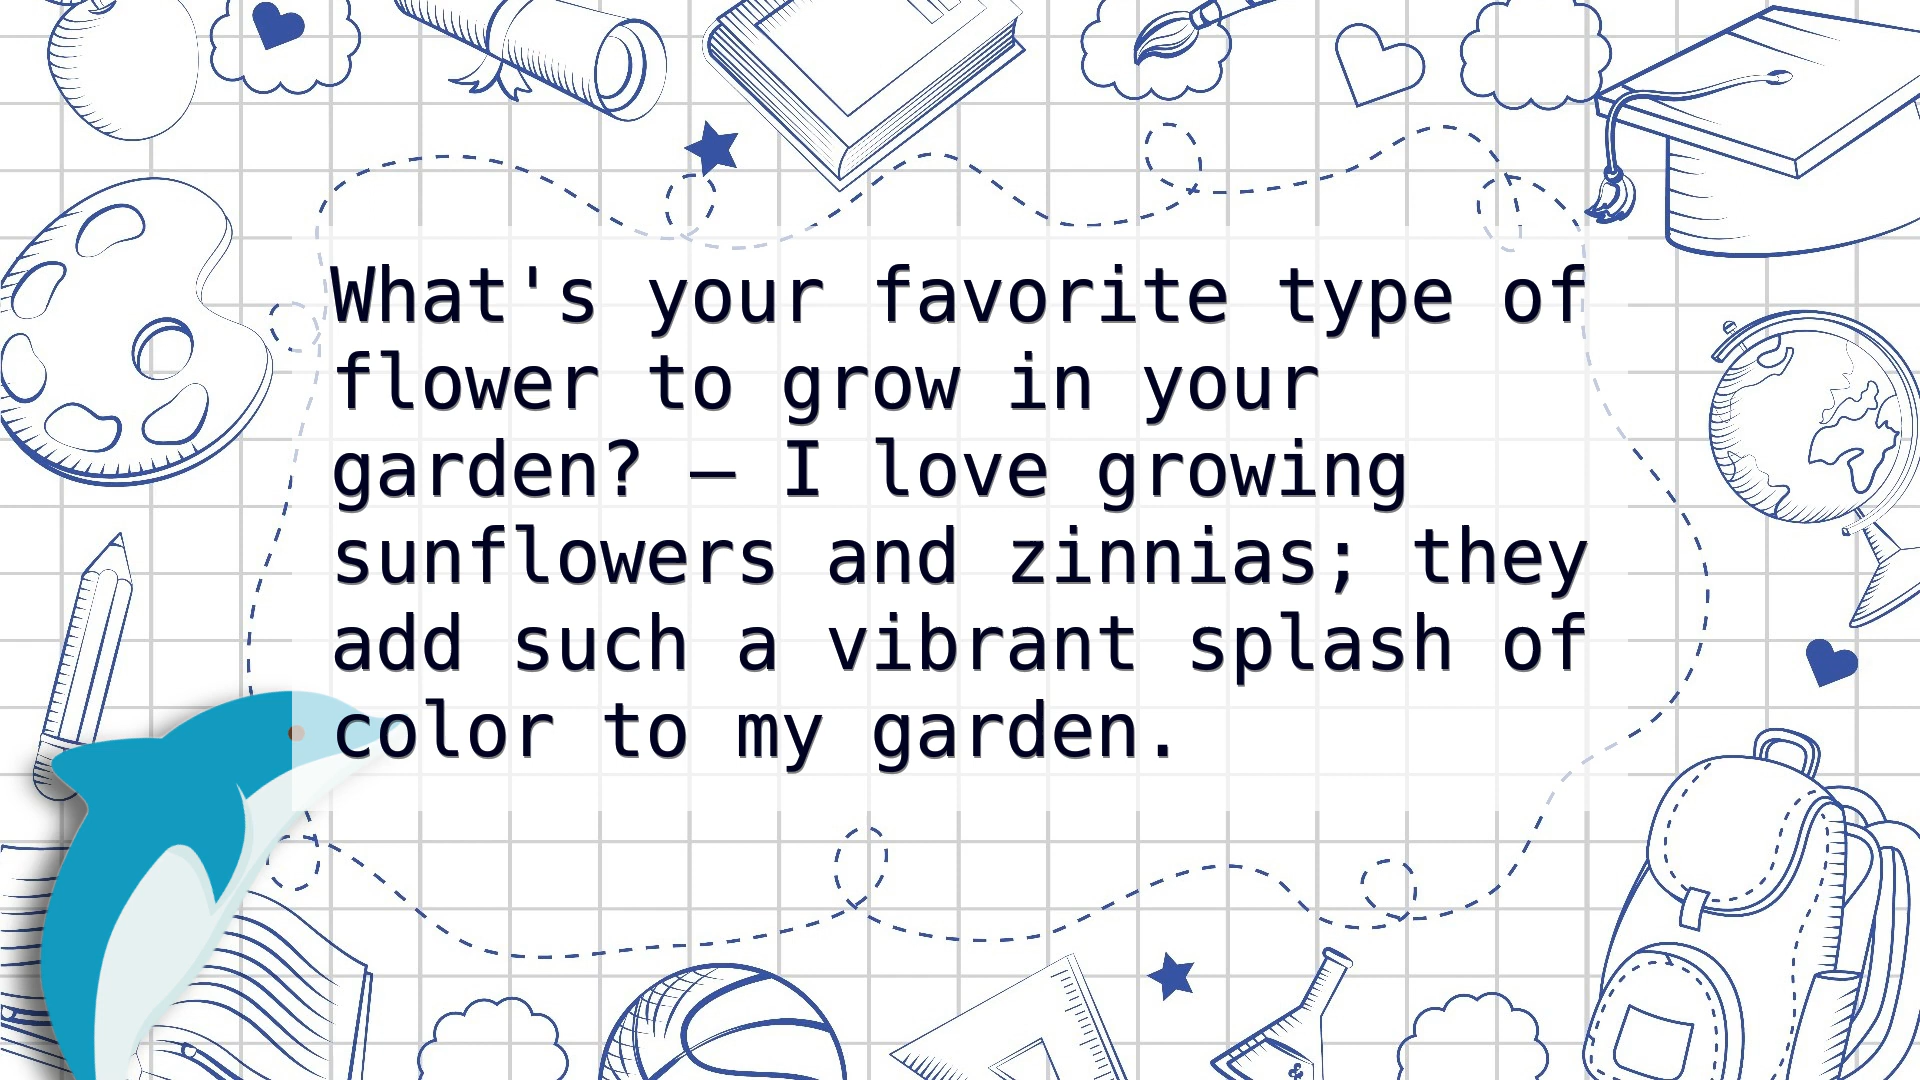 What's your favorite type of
flower to grow in your
garden? – I love growing
sunflowers and zinnias; they
add such a vibrant splash of
color to my garden.